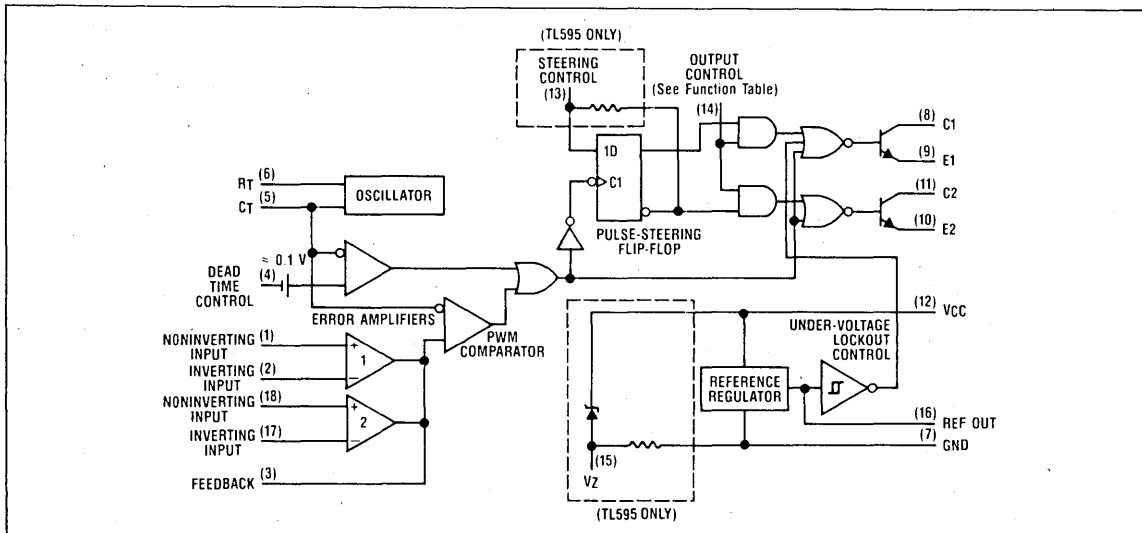 (TL595 ONLY)
STEERING
CONTROL
(13)
OUTPUT
CONTROL
(See Function Table)
(14)
(8) C1
(9) E1
(11) C2
(10) E2
1D
C1
PULSE-STEERING
FLIP-FLOP
RT (6)
CT (5)
OSCILLATOR
≈ 0.1 V
DEAD (4)
TIME
CONTROL
ERROR AMPLIFIERS
PWM
COMPARATOR
NONINVERTING (1)
INPUT
+
1
−
INVERTING (2)
INPUT
NONINVERTING (18)
INPUT
+
2
−
INVERTING (17)
INPUT
FEEDBACK (3)
(12) VCC
UNDER-VOLTAGE
LOCKOUT
CONTROL
REFERENCE
REGULATOR
(16) REF OUT
(7) GND
(15)
VZ
(TL595 ONLY)